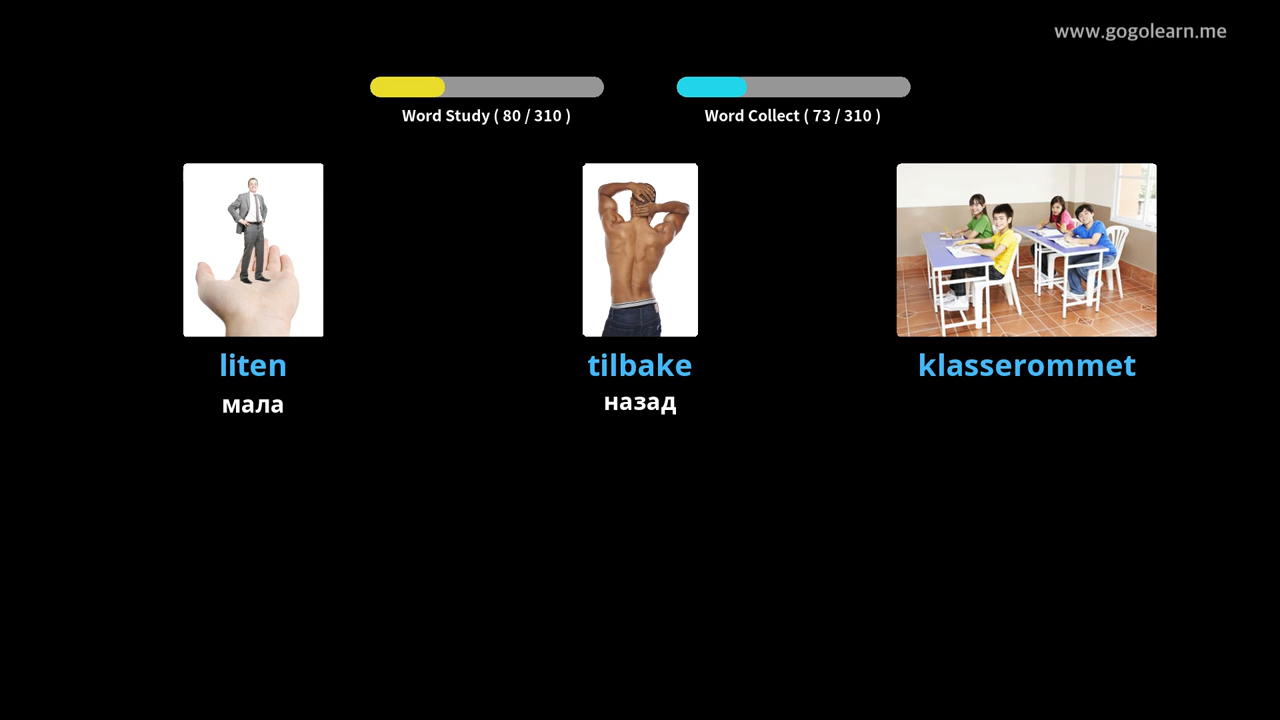 www.gogolearn.me
Word Study ( 80 / 310 )
Word Collect ( 73 / 310 )
liten
мала
tilbake
назад
klasserommet